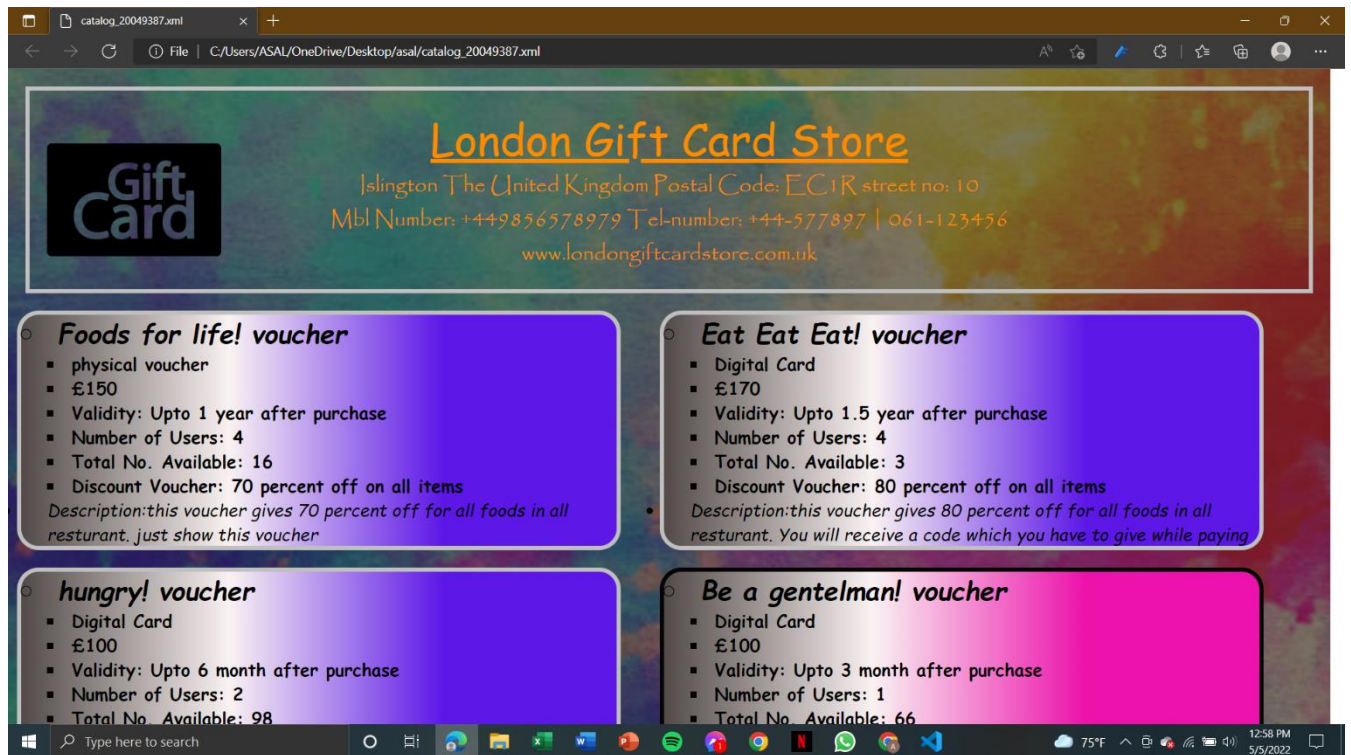 catalog_20049387.xml
File | C:/Users/ASAL/OneDrive/Desktop/asal/catalog_20049387.xml
Gift
Card
London Gift Card Store
Islington The United Kingdom Postal Code: EC1R street no: 10
Mbl Number: +449856578979 Tel-number: +44-577897 | 061-123456
www.londongiftcardstore.com.uk
Foods for life! voucher
physical voucher
£150
Validity: Upto 1 year after purchase
Number of Users: 4
Total No. Available: 16
Discount Voucher: 70 percent off on all items
Description:this voucher gives 70 percent off for all foods in all
resturant. just show this voucher
Eat Eat Eat! voucher
Digital Card
£170
Validity: Upto 1.5 year after purchase
Number of Users: 4
Total No. Available: 3
Discount Voucher: 80 percent off on all items
Description:this voucher gives 80 percent off for all foods in all
resturant. You will receive a code which you have to give while paying
hungry! voucher
Digital Card
£100
Validity: Upto 6 month after purchase
Number of Users: 2
Total No. Available: 98
Be a gentelman! voucher
Digital Card
£100
Validity: Upto 3 month after purchase
Number of Users: 1
Total No. Available: 66
Type here to search
75°F
12:58 PM
5/5/2022